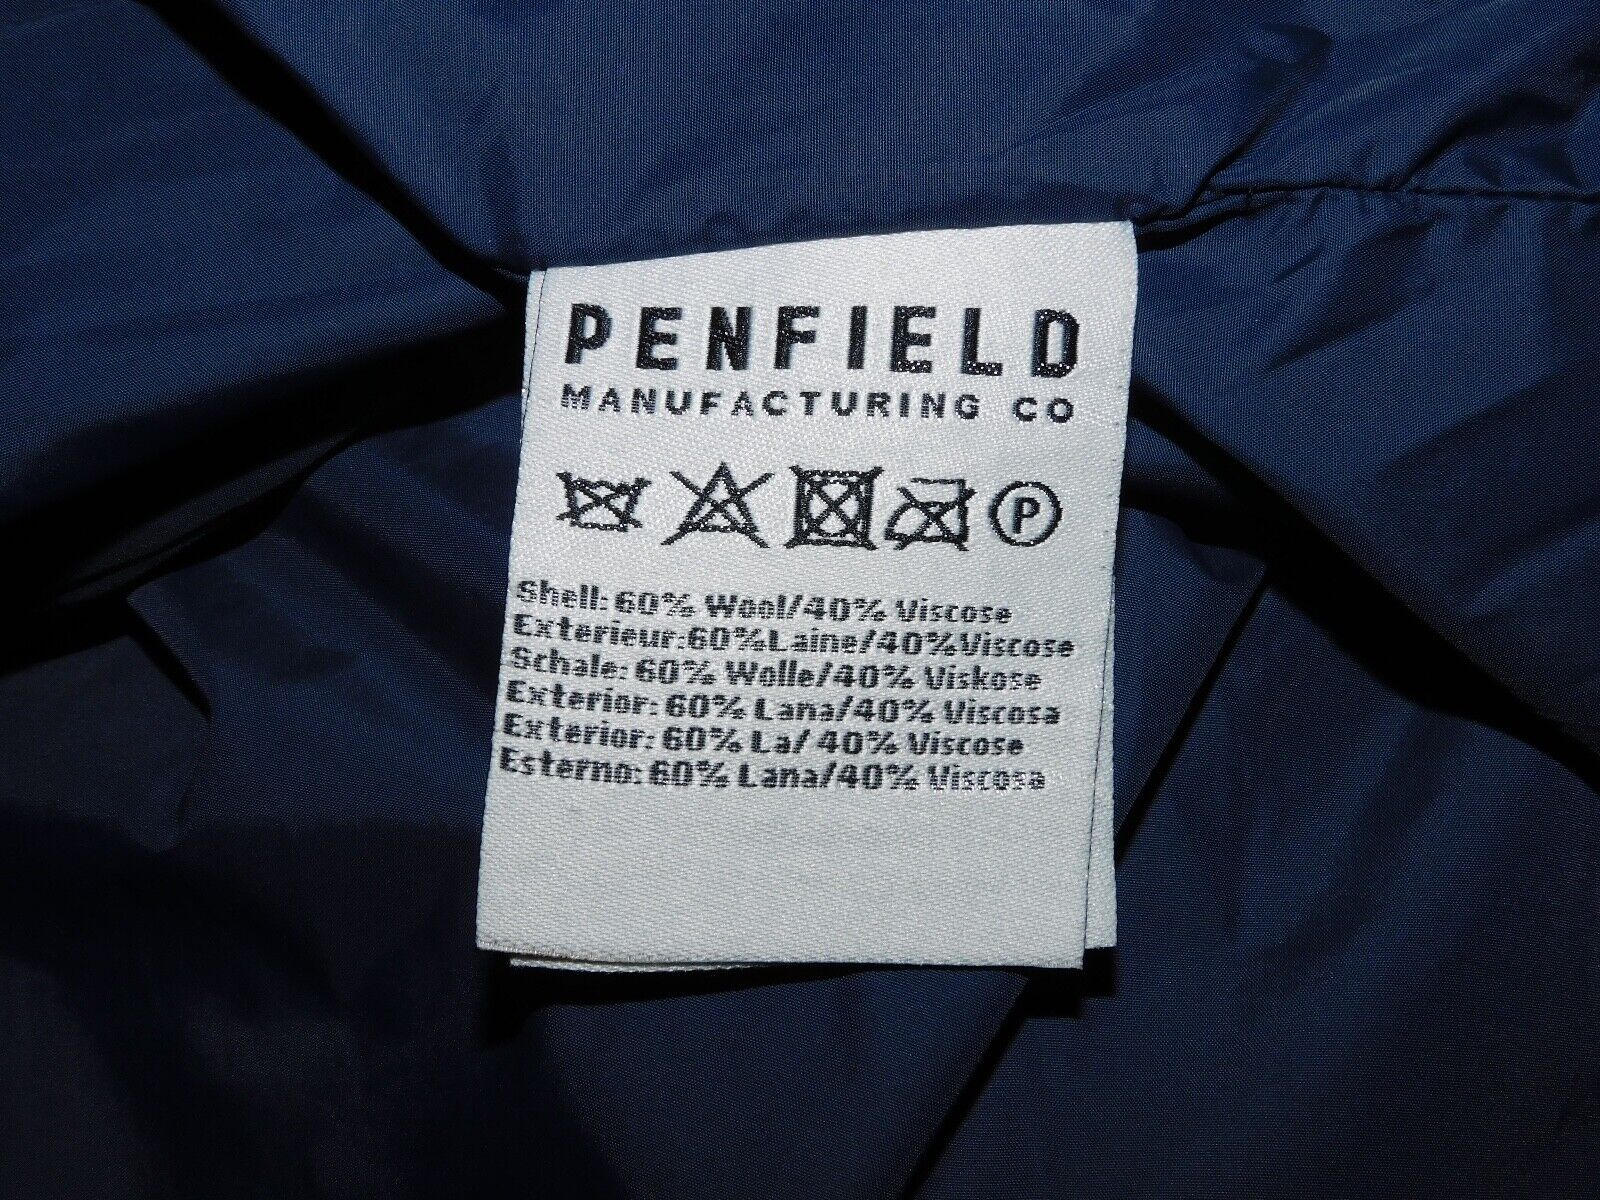 PENFIELD
MANUFACTURING CO
P
Shell: 60% Wool/40% Viscose
Exterieur:60%Laine/40%Viscose
Schale: 60% Wolle/40% Viskose
Exterior: 60% Lana/40% Viscosa
Exterior: 60% La/ 40% Viscose
Esterno: 60% Lana/40% Viscosa